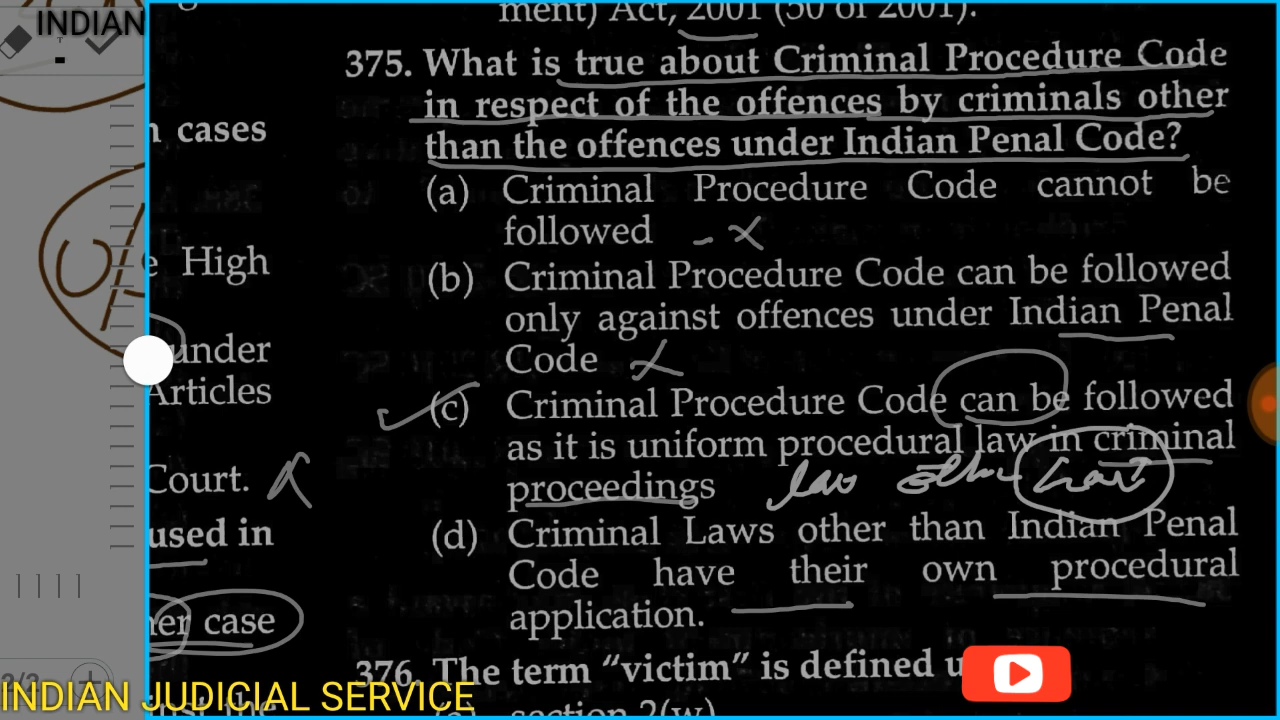 INDIAN
ment) Act, 2001 (50 of 2001).
375. What is true about Criminal Procedure Code
in respect of the offences by criminals other
than the offences under Indian Penal Code?
(a) Criminal Procedure Code cannot be
followed
(b) Criminal Procedure Code can be followed
only against offences under Indian Penal
Code
(c) Criminal Procedure Code can be followed
as it is uniform procedural law in criminal
proceedings
law other
(d) Criminal Laws other than Indian Penal
Code have their own procedural
application.
376. The term “victim” is defined u
section 2(w)
cases
High
under
Articles
Court.
used in
er case
INDIAN JUDICIAL SERVICE